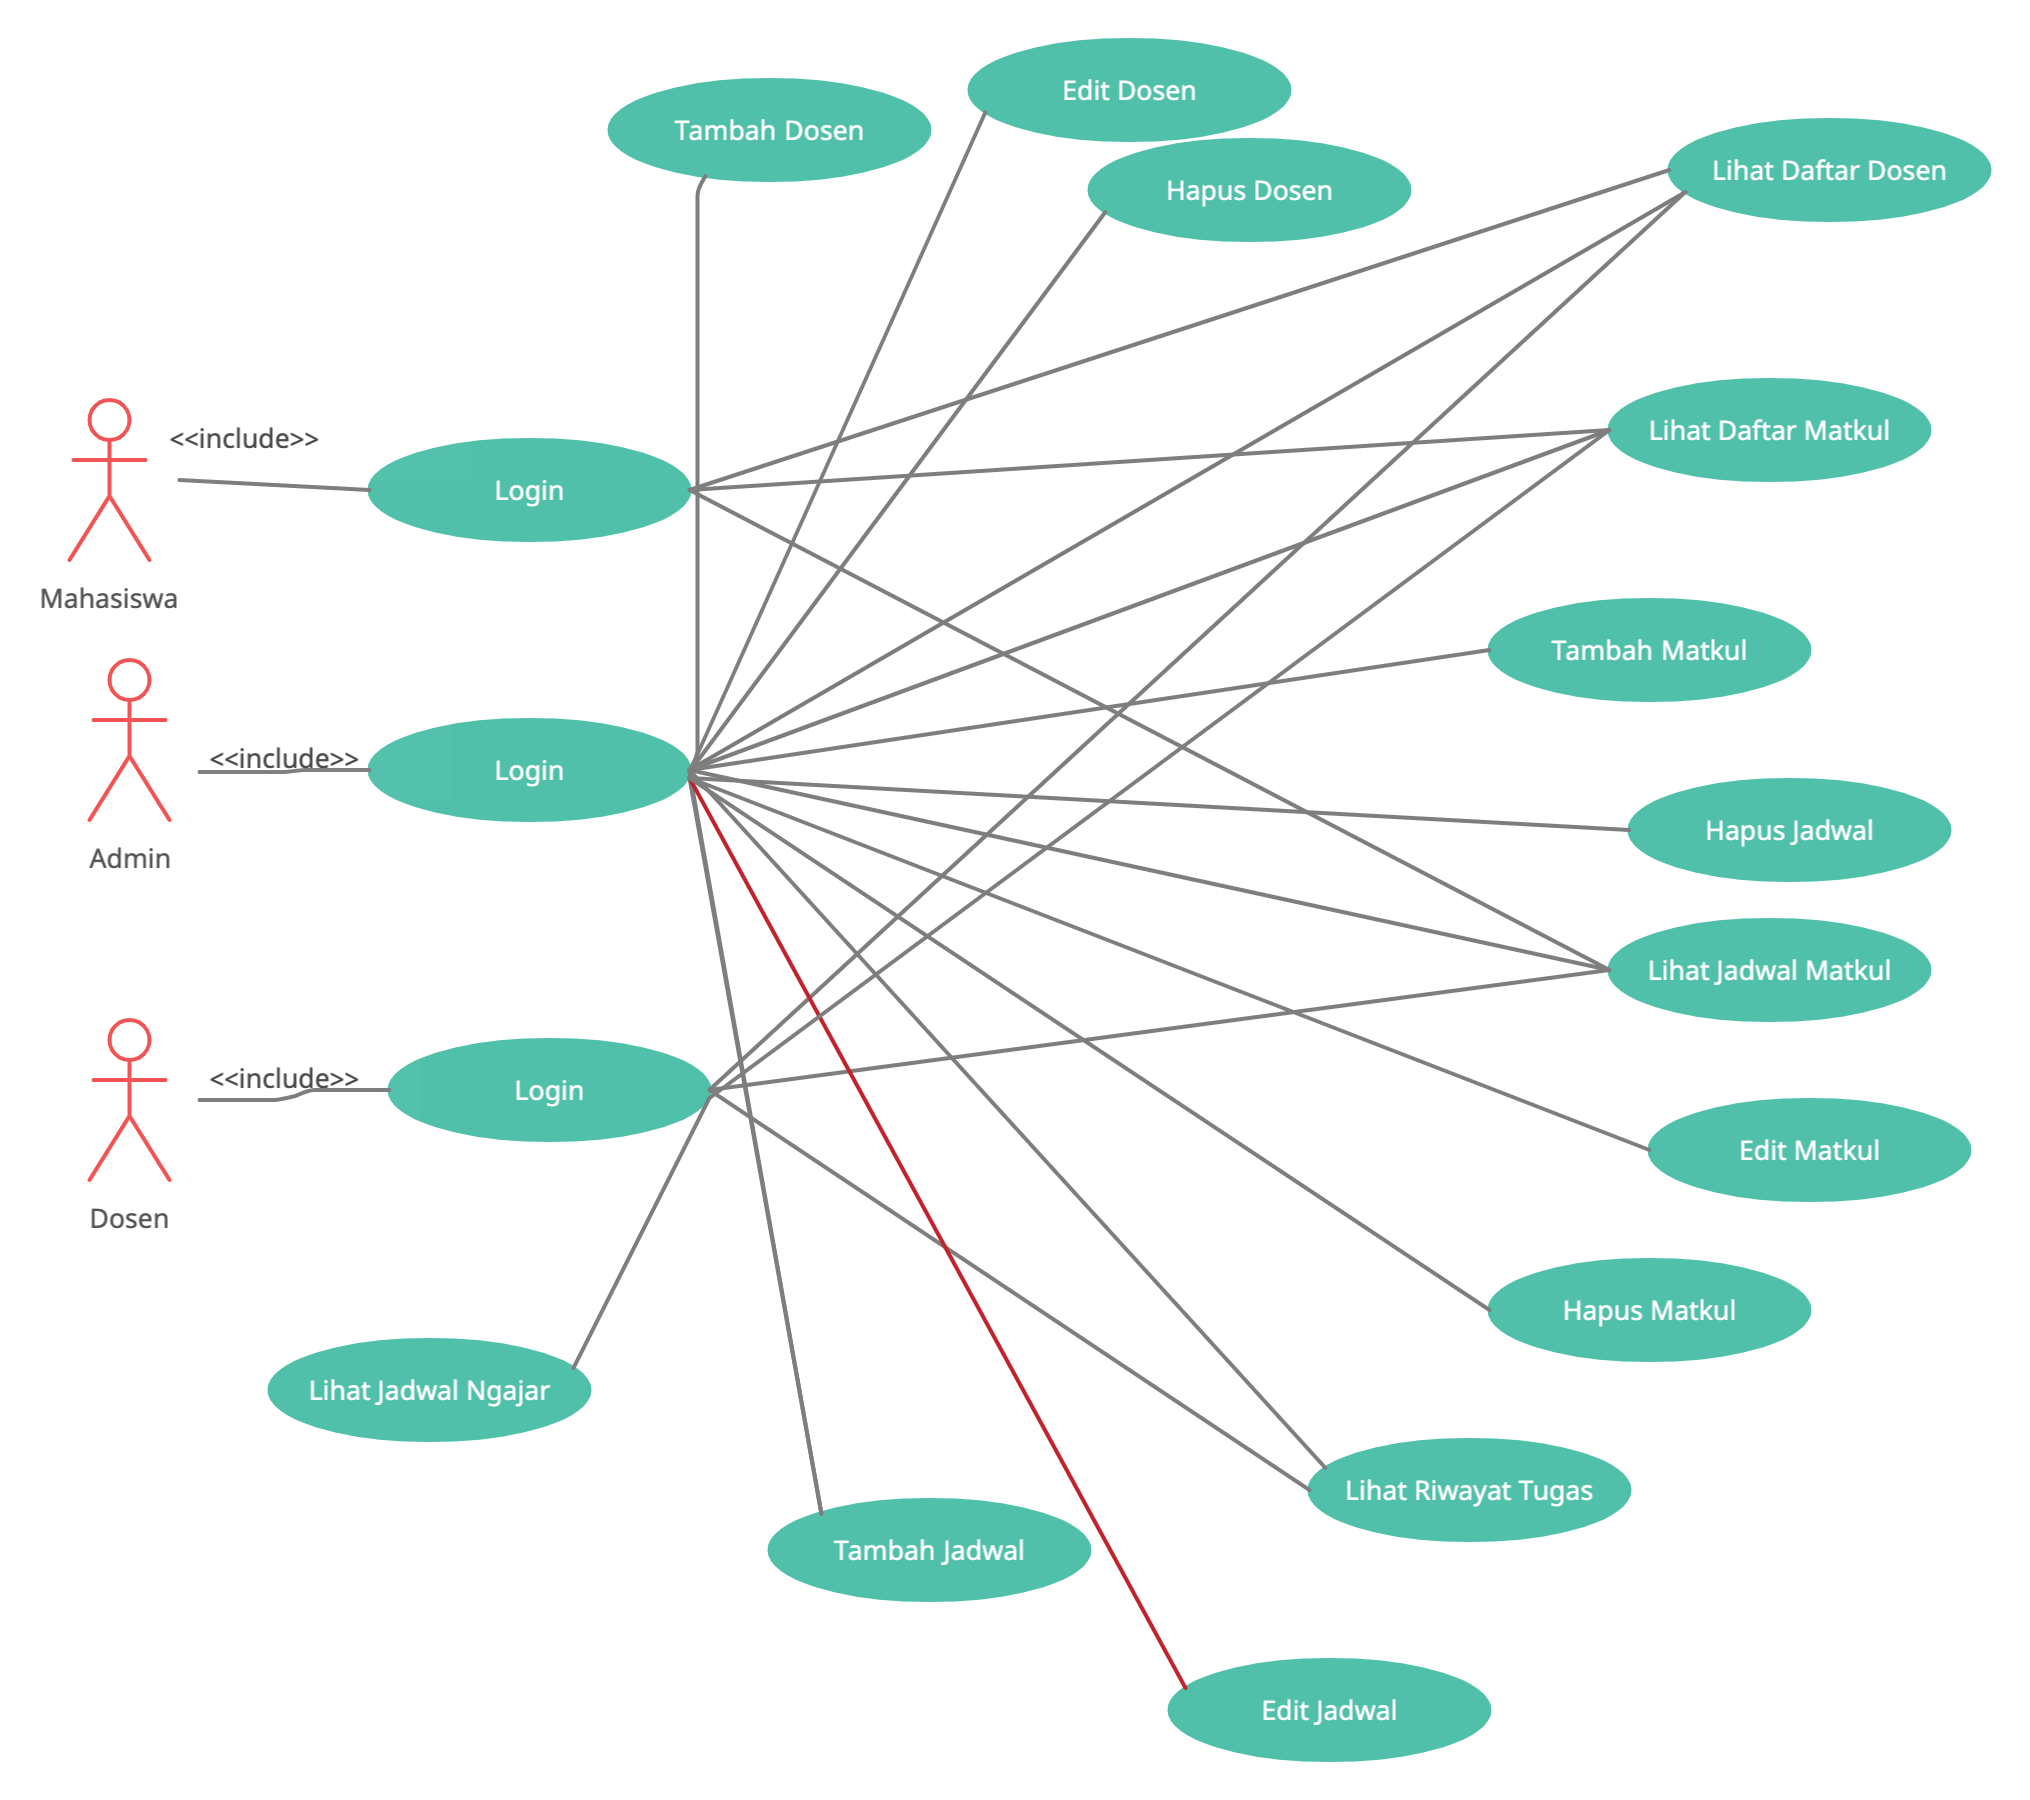 Edit Dosen
Tambah Dosen
Lihat Daftar Dosen
Hapus Dosen
<<include>>
Lihat Daftar Matkul
Login
Mahasiswa
Tambah Matkul
<<include>>
Login
Hapus Jadwal
Admin
Lihat Jadwal Matkul
<<include>>
Login
Edit Matkul
Dosen
Hapus Matkul
Lihat Jadwal Ngajar
Lihat Riwayat Tugas
Tambah Jadwal
Edit Jadwal